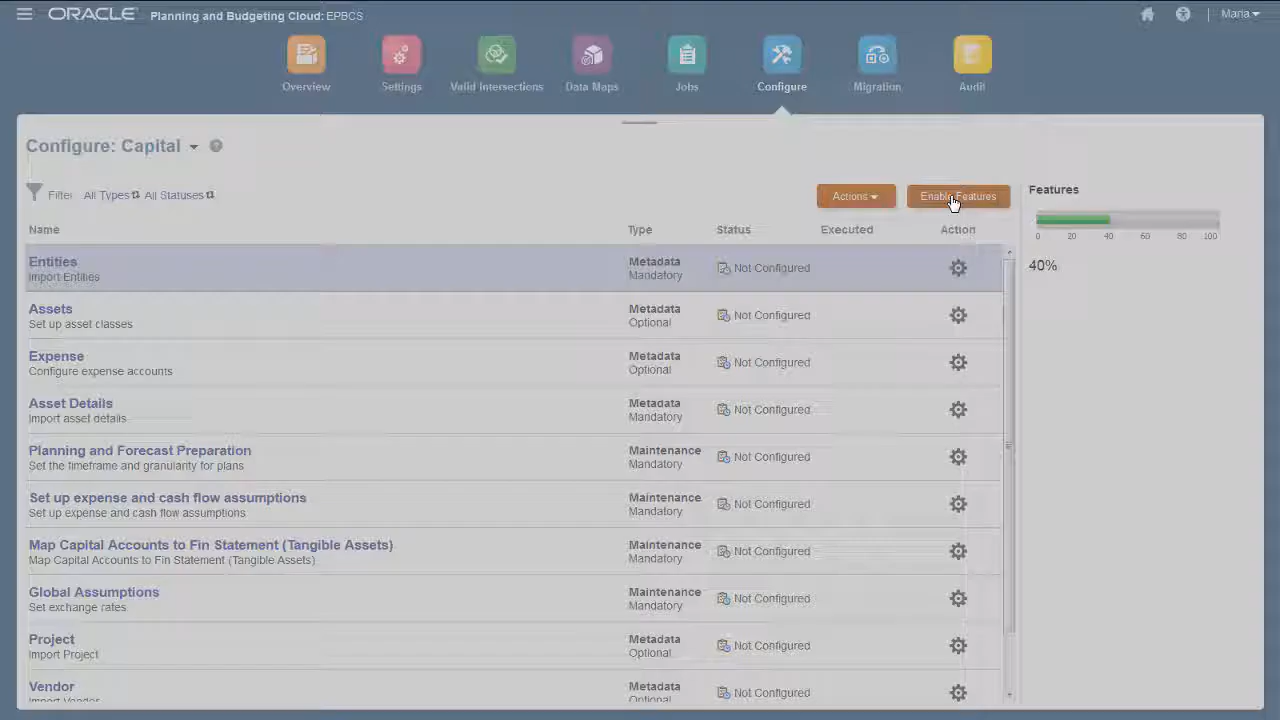 ORACLE Planning and Budgeting Cloud: EPBCS
Maria
Overview
Settings
Valid Intersections
Data Maps
Jobs
Configure
Migration
Audit
Configure: Capital
Filter All Types All Statuses
Actions
Enable Features
Features
Name Type Status Executed Action
0 20 40 60 80 100
40%
Entities
Import Entities
Metadata
Mandatory
Not Configured
Assets
Set up asset classes
Metadata
Optional
Not Configured
Expense
Configure expense accounts
Metadata
Optional
Not Configured
Asset Details
Import asset details
Metadata
Mandatory
Not Configured
Planning and Forecast Preparation
Set the timeframe and granularity for plans
Maintenance
Mandatory
Not Configured
Set up expense and cash flow assumptions
Set up expense and cash flow assumptions
Maintenance
Mandatory
Not Configured
Map Capital Accounts to Fin Statement (Tangible Assets)
Map Capital Accounts to Fin Statement (Tangible Assets)
Maintenance
Mandatory
Not Configured
Global Assumptions
Set exchange rates
Maintenance
Mandatory
Not Configured
Project
Import Project
Metadata
Optional
Not Configured
Vendor
Import Vendor
Metadata
Optional
Not Configured